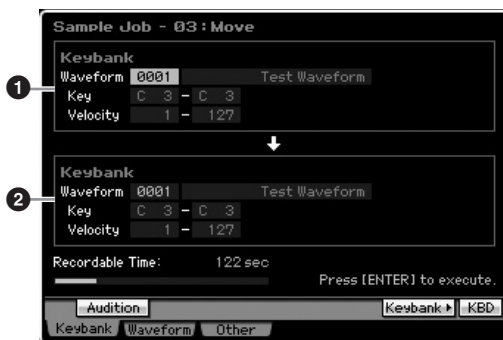 Sample Job - 03:Move
Keybank
Waveform 0001 Test Waveform
Key C 3 - C 3
Velocity 1 - 127
1
Keybank
Waveform 0001 Test Waveform
Key C 3 - C 3
Velocity 1 - 127
2
Recordable Time: 122 sec
Press [ENTER] to execute.
Audition Keybank KBD
Keybank Waveform Other